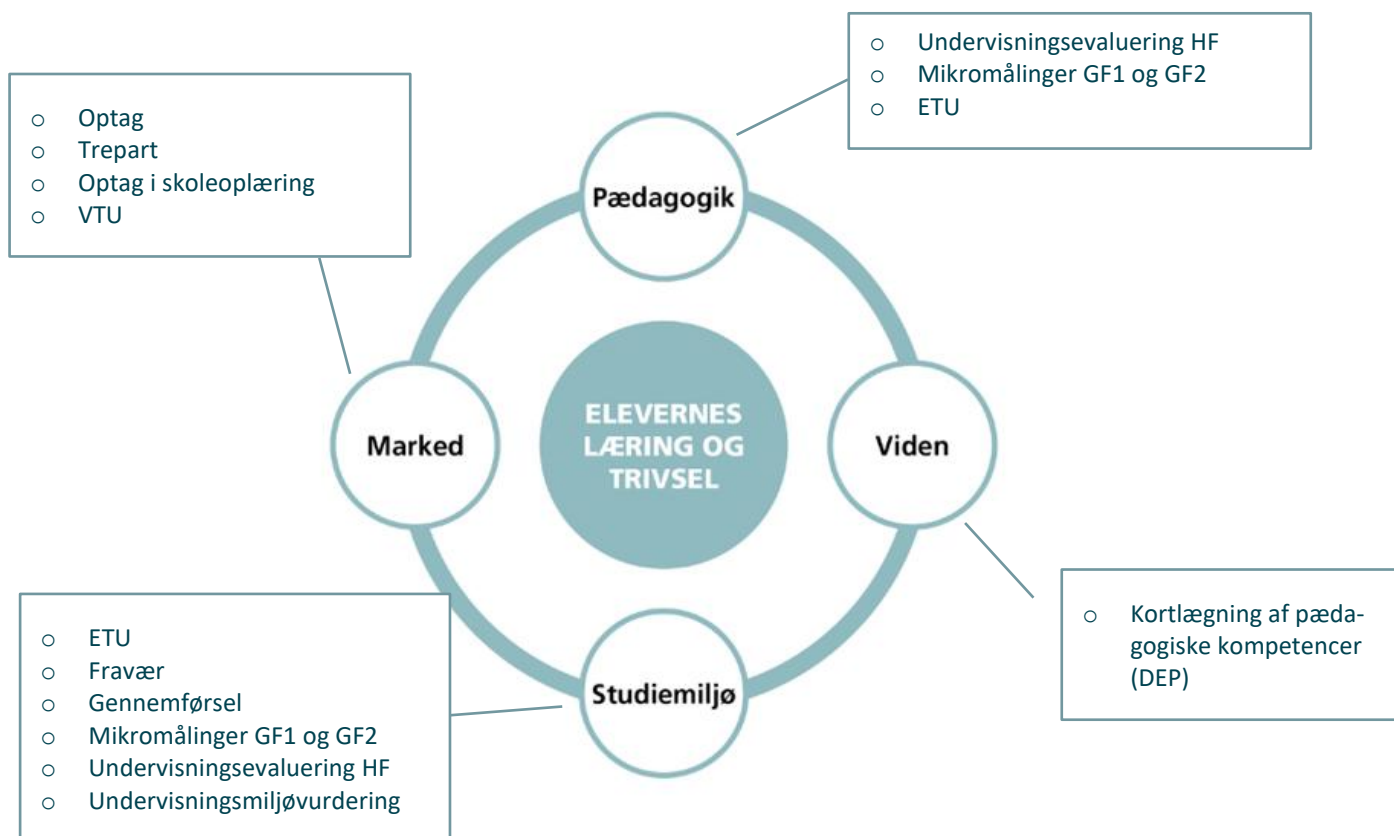 o Undervisningsevaluering HF
o Mikromålinger GF1 og GF2
o ETU
o Optag
o Trepart
o Optag i skoleoplæring
o VTU
Pædagogik
Marked
ELEVERNES
LÆRING OG
TRIVSEL
Viden
o ETU
o Fravær
o Gennemførsel
o Mikromålinger GF1 og GF2
o Undervisningsevaluering HF
o Undervisningsmiljøvurdering
Studiemiljø
o Kortlægning af pæda-
gogiske kompetencer
(DEP)